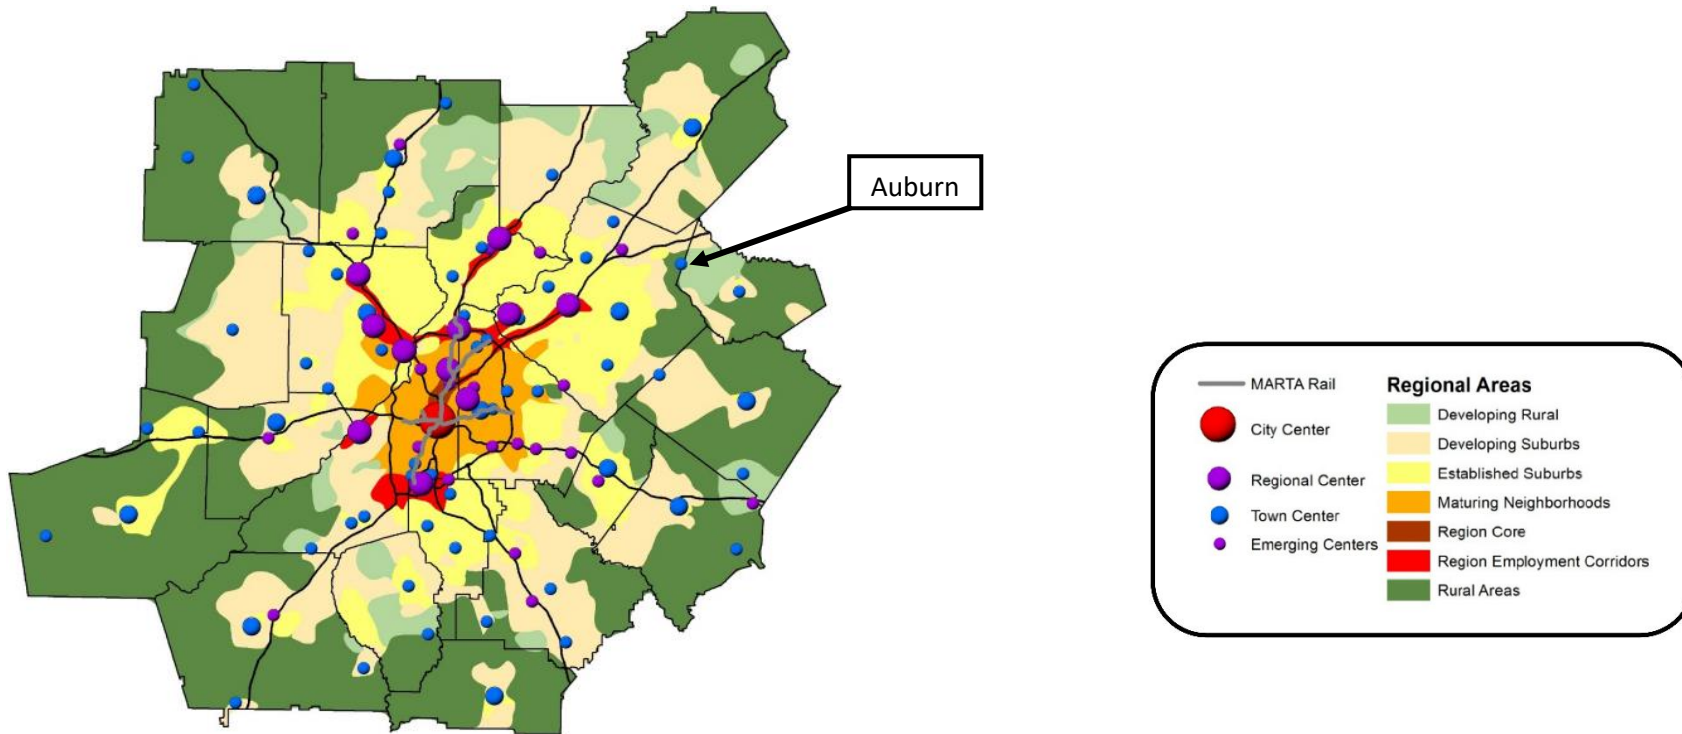 Auburn
MARTA Rail
City Center
Regional Center
Town Center
Emerging Centers
Regional Areas
Developing Rural
Developing Suburbs
Established Suburbs
Maturing Neighborhoods
Region Core
Region Employment Corridors
Rural Areas